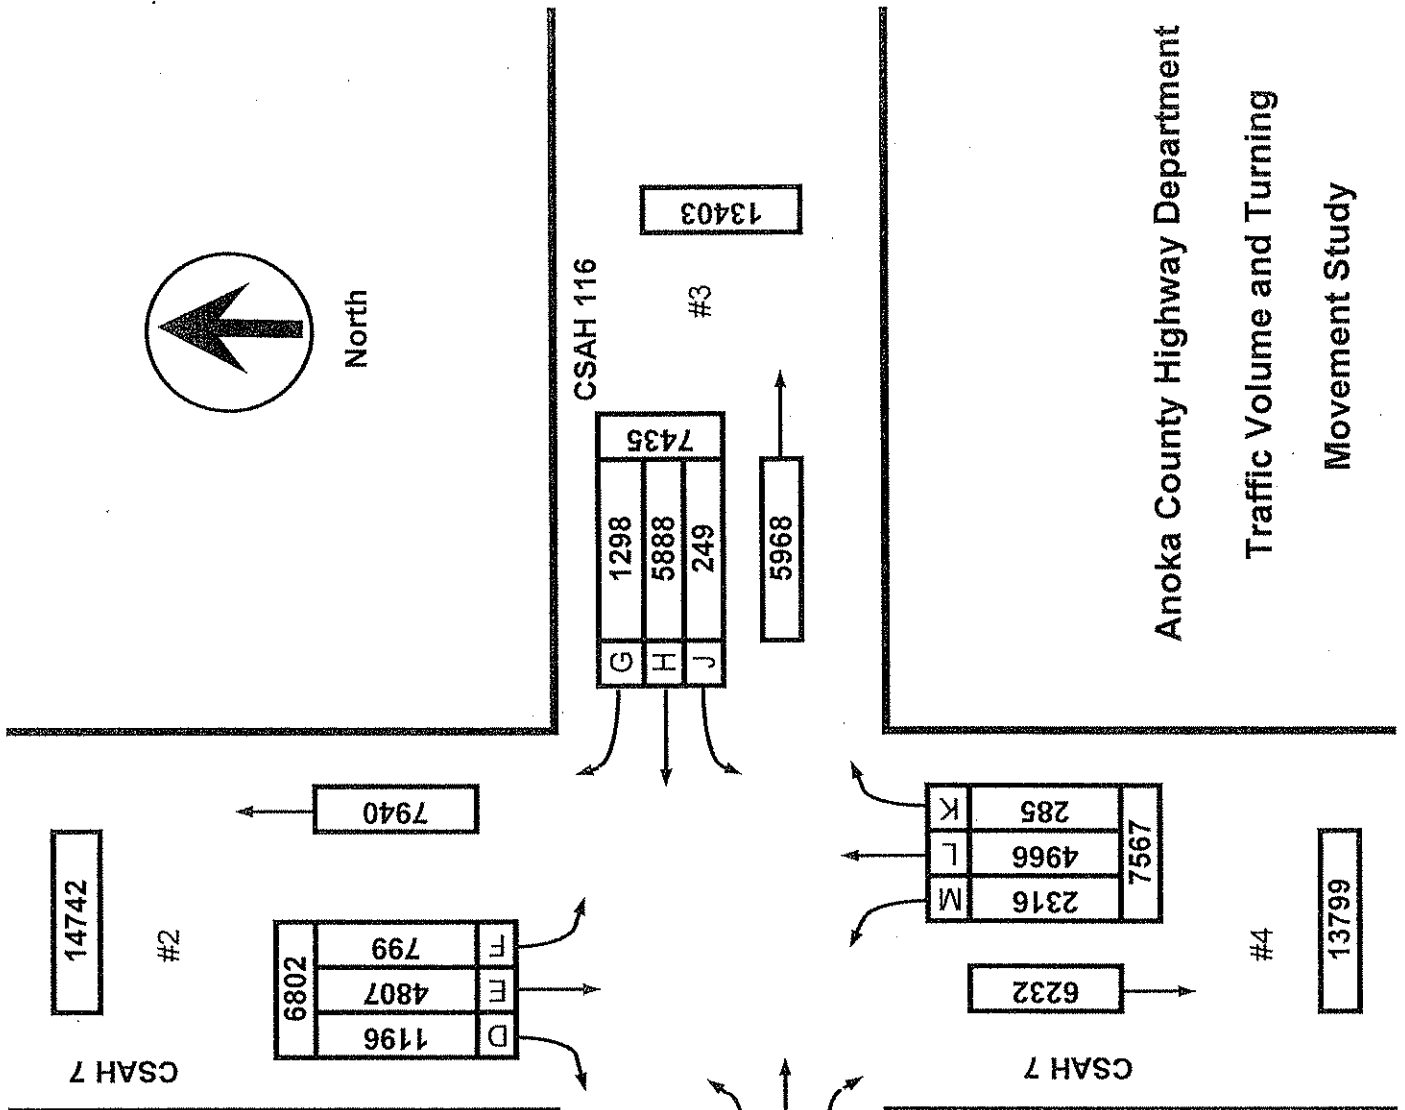 14742
#2
CSAH 7
6802
1196
4807
799
D
E
F
7940
North
CSAH 116
#3
13403
7435
G
1298
H
5888
J
249
5968
M
L
K
2316
4966
285
7567
6232
#4
13799
CSAH 7
Anoka County Highway Department
Traffic Volume and Turning
Movement Study